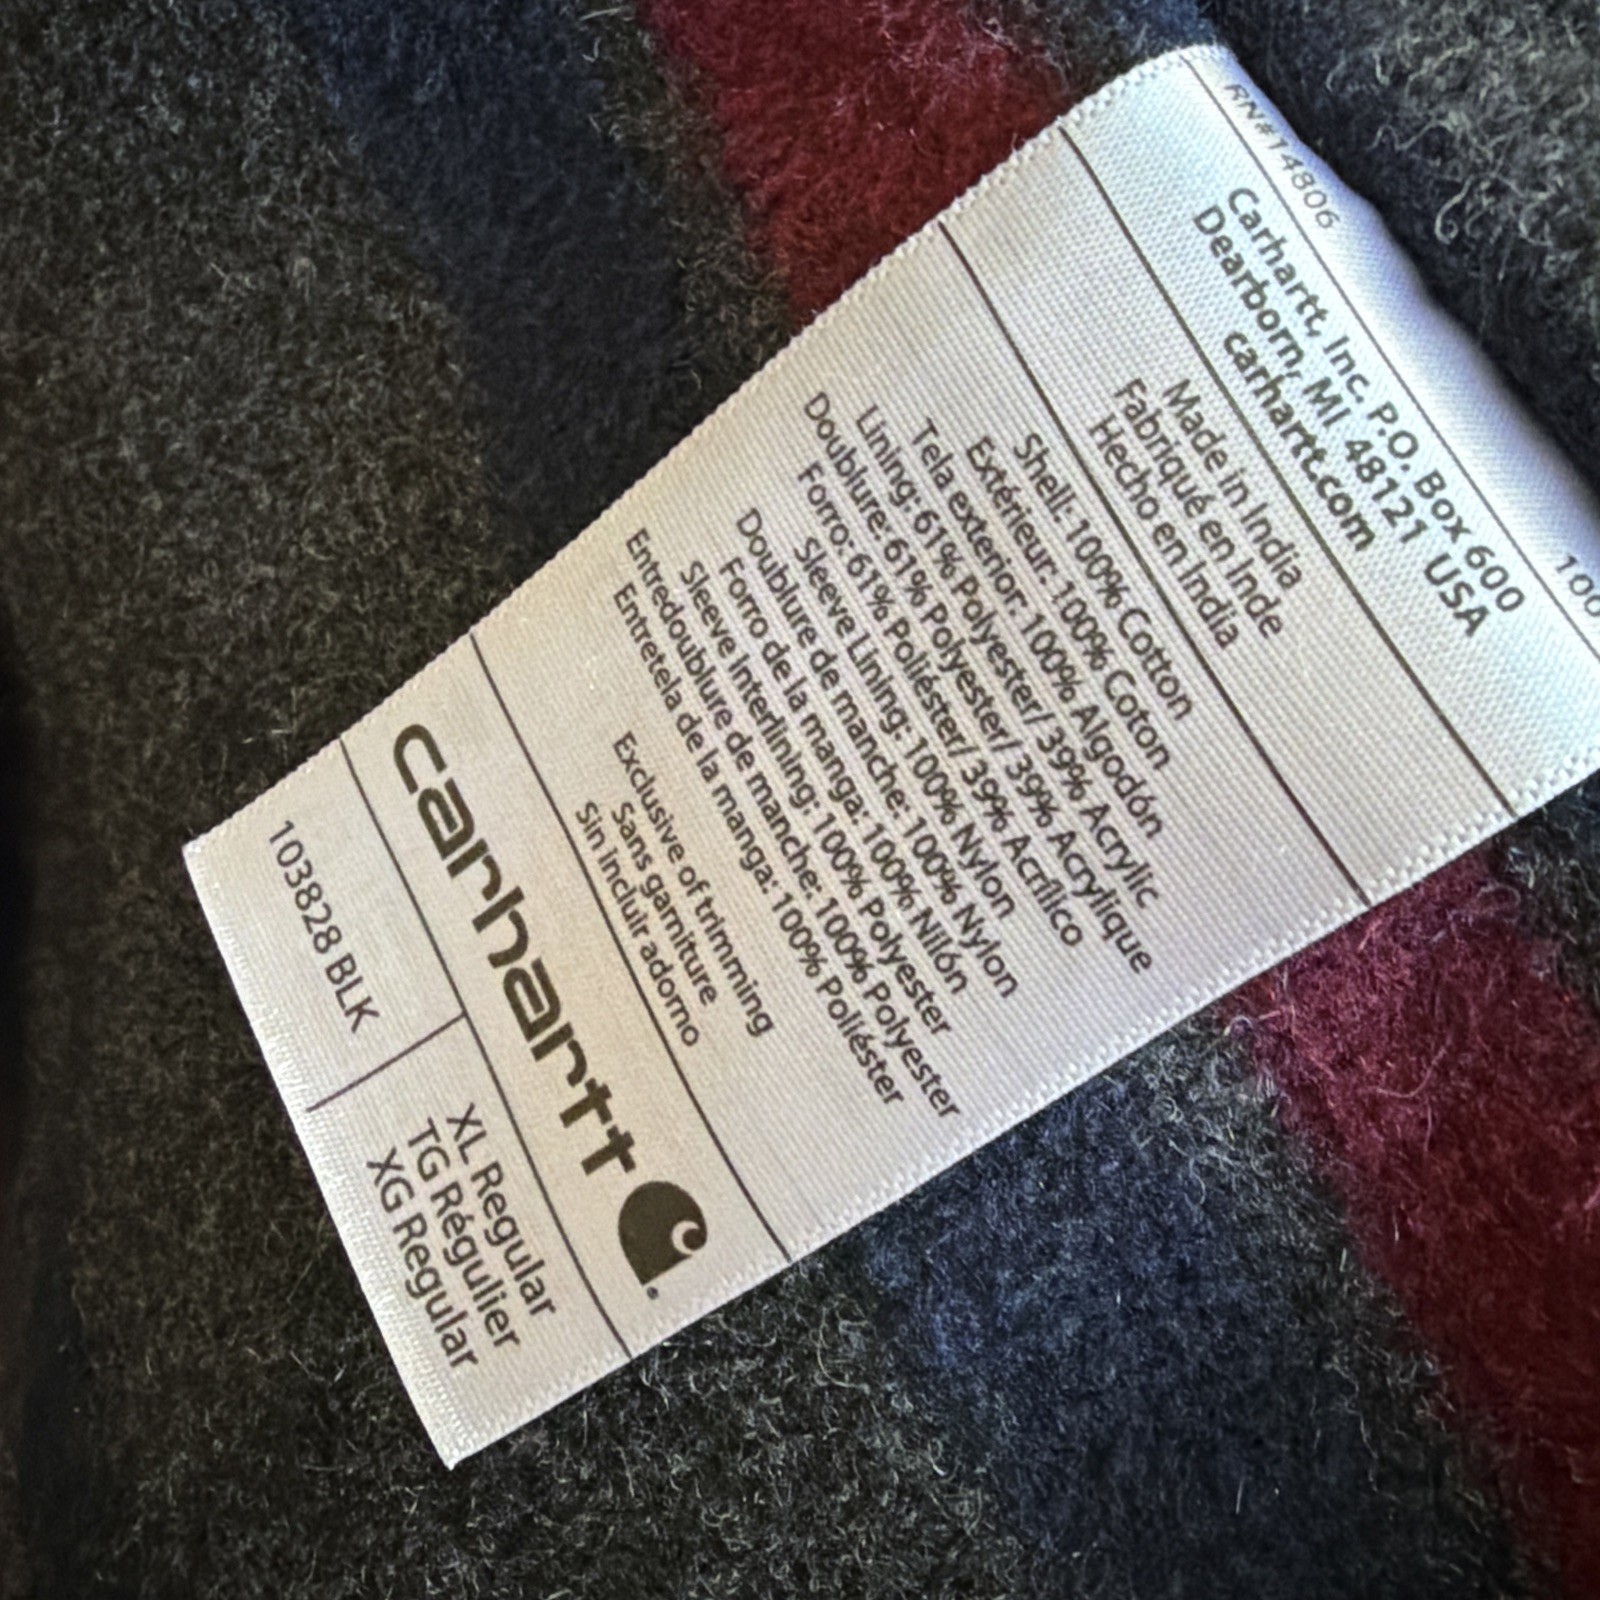 RN#14806
100
Carhartt, Inc. P.O. Box 600
Dearborn, MI 48121 USA
carhartt.com
Made in India
Fabriqué en Inde
Hecho en India
Shell: 100% Cotton
Extérieur: 100% Coton
Tela exterior: 100% Algodón
Lining: 61% Polyester/ 39% Acrylic
Doublure: 61% Polyester/ 39% Acrylique
Forro: 61% Poliéster/ 39% Acrílico
Sleeve Lining: 100% Nylon
Doublure de manche: 100% Nylon
Forro de la manga: 100% Nilón
Sleeve Interlining: 100% Polyester
Entredoublure de manche: 100% Polyester
Entretela de la manga: 100% Poliéster
Exclusive of trimming
Sans garniture
Sin incluir adorno
carhartt
103828 BLK
XL Regular
TG Régulier
XG Regular